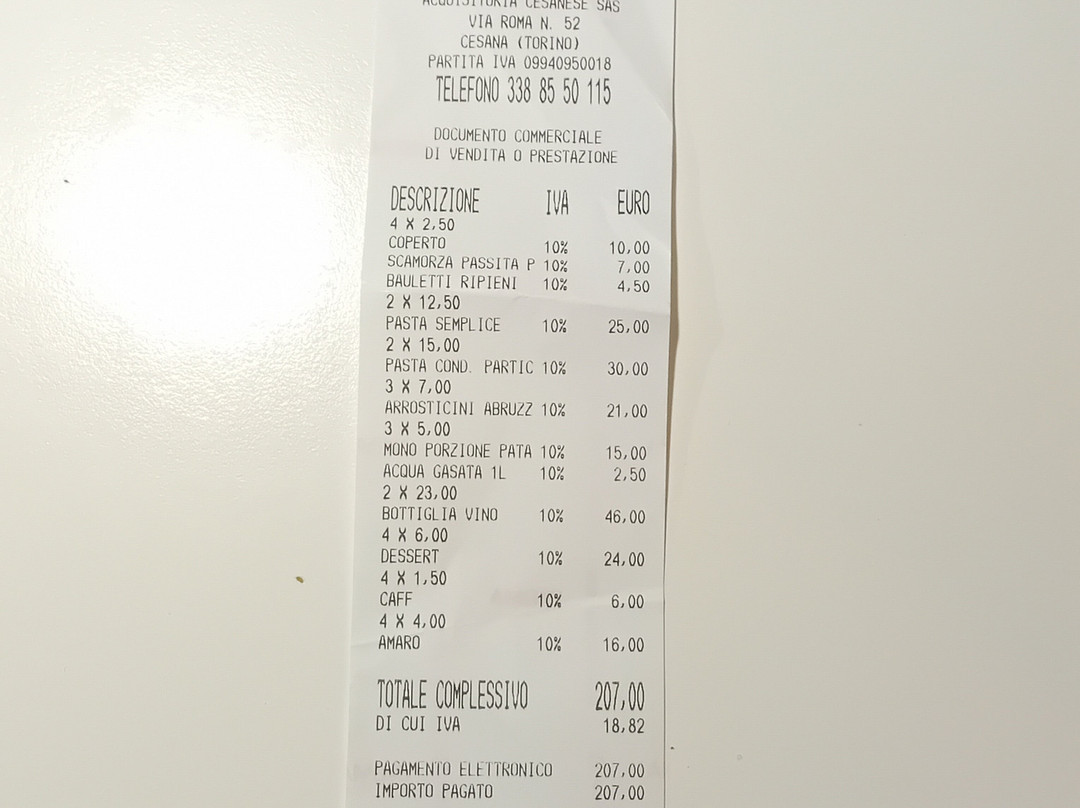 ACQUISITORIA CESANESE SAS
VIA ROMA N. 52
CESANA (TORINO)
PARTITA IVA 09940950018
TELEFONO 338 85 50 115
DOCUMENTO COMMERCIALE
DI VENDITA O PRESTAZIONE
DESCRIZIONE IVA EURO
4 X 2,50
COPERTO 10% 10,00
SCAMORZA PASSITA P 10% 7,00
BAULETTI RIPIENI 10% 4,50
2 X 12,50
PASTA SEMPLICE 10% 25,00
2 X 15,00
PASTA COND. PARTIC 10% 30,00
3 X 7,00
ARROSTICINI ABRUZZ 10% 21,00
3 X 5,00
MONO PORZIONE PATA 10% 15,00
ACQUA GASATA 1L 10% 2,50
2 X 23,00
BOTTIGLIA VINO 10% 46,00
4 X 6,00
DESSERT 10% 24,00
4 X 1,50
CAFF 10% 6,00
4 X 4,00
AMARO 10% 16,00
TOTALE COMPLESSIVO 207,00
DI CUI IVA 18,82
PAGAMENTO ELETTRONICO 207,00
IMPORTO PAGATO 207,00